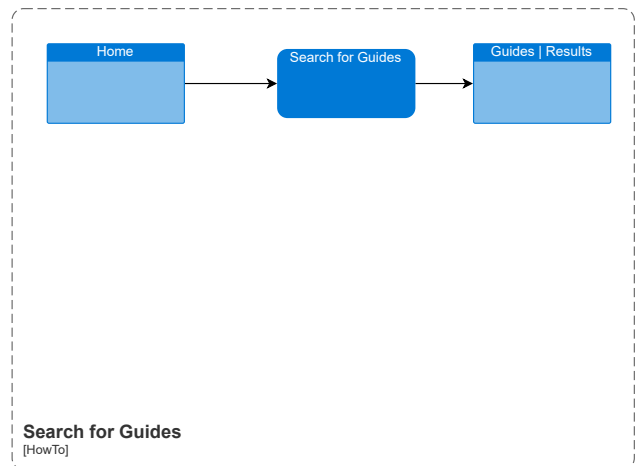 Home
Search for Guides
Guides | Results
Search for Guides
[HowTo]